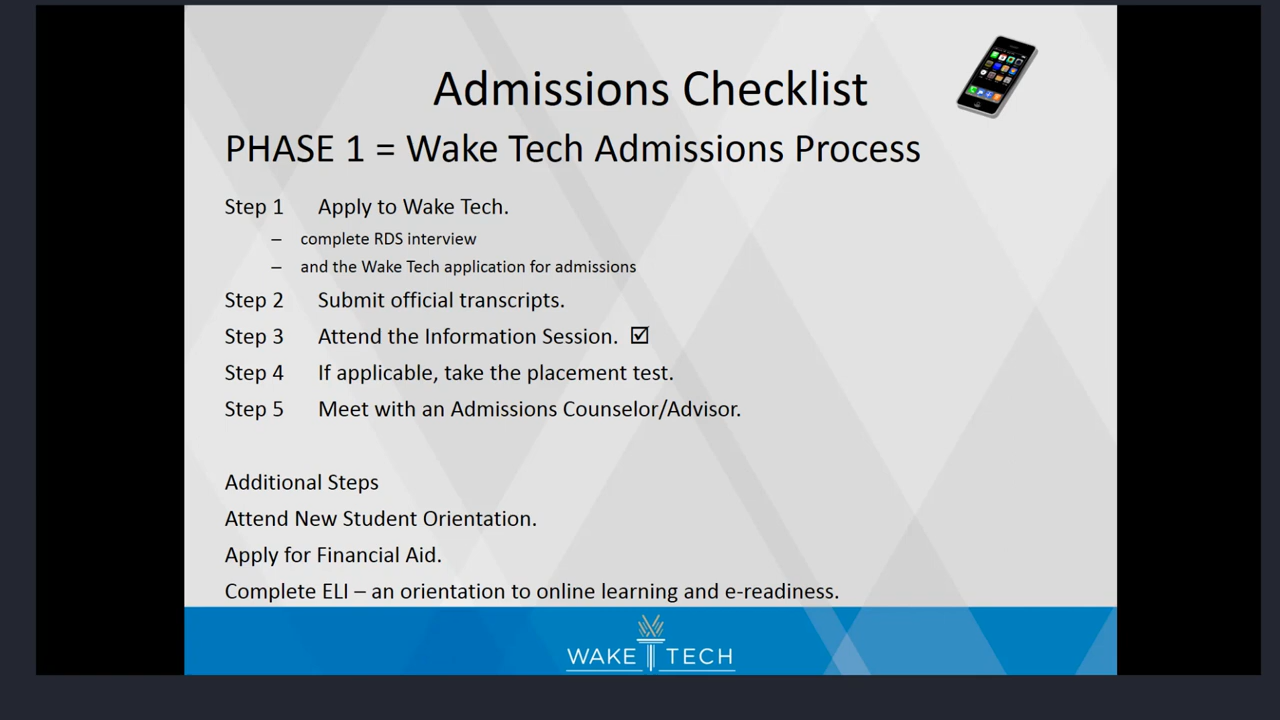 Admissions Checklist
PHASE 1 = Wake Tech Admissions Process
Step 1 Apply to Wake Tech.
– complete RDS interview
– and the Wake Tech application for admissions
Step 2 Submit official transcripts.
Step 3 Attend the Information Session. ☑
Step 4 If applicable, take the placement test.
Step 5 Meet with an Admissions Counselor/Advisor.
Additional Steps
Attend New Student Orientation.
Apply for Financial Aid.
Complete ELI – an orientation to online learning and e-readiness.
WAKE TECH